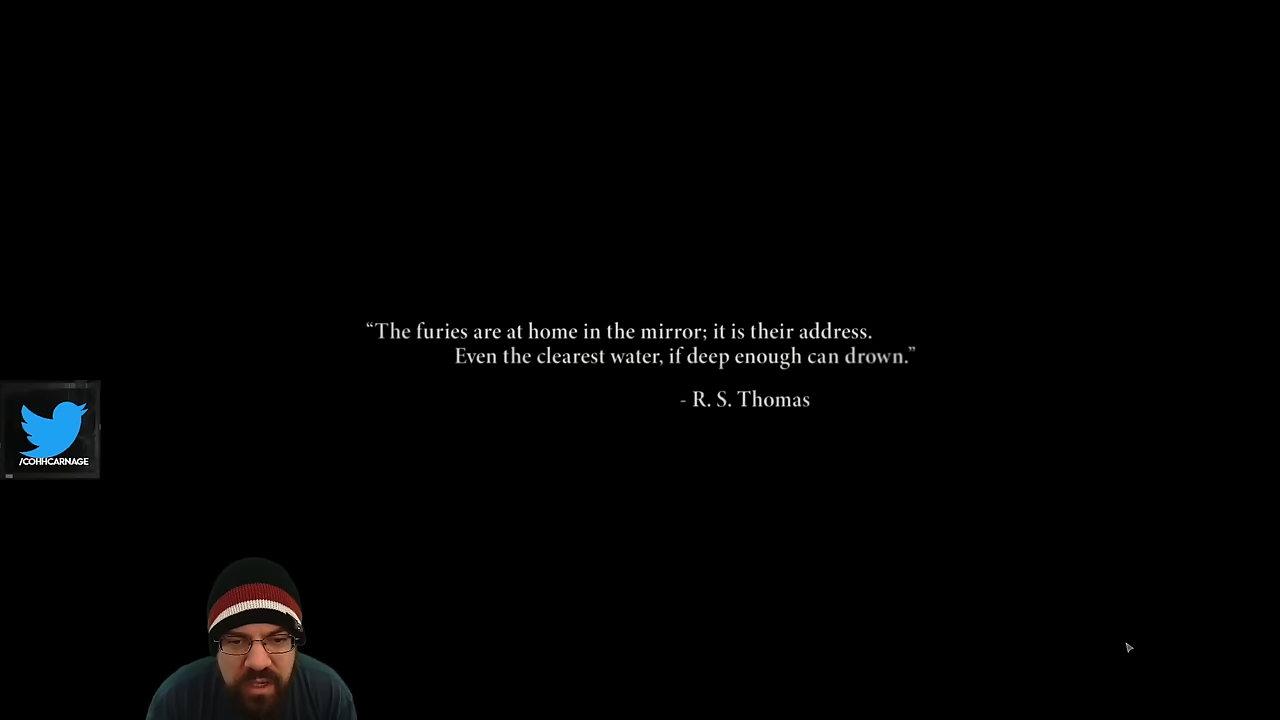 “The furies are at home in the mirror; it is their address.
Even the clearest water, if deep enough can drown.”
- R. S. Thomas
/COHHCARNAGE